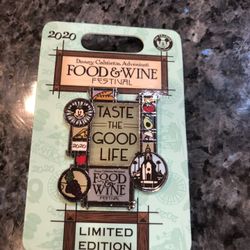 2020
Disney California Adventure
FOOD & WINE
FESTIVAL
TASTE
THE
GOOD
LIFE
2020
FOOD
& WINE
FESTIVAL
LIMITED
EDITION